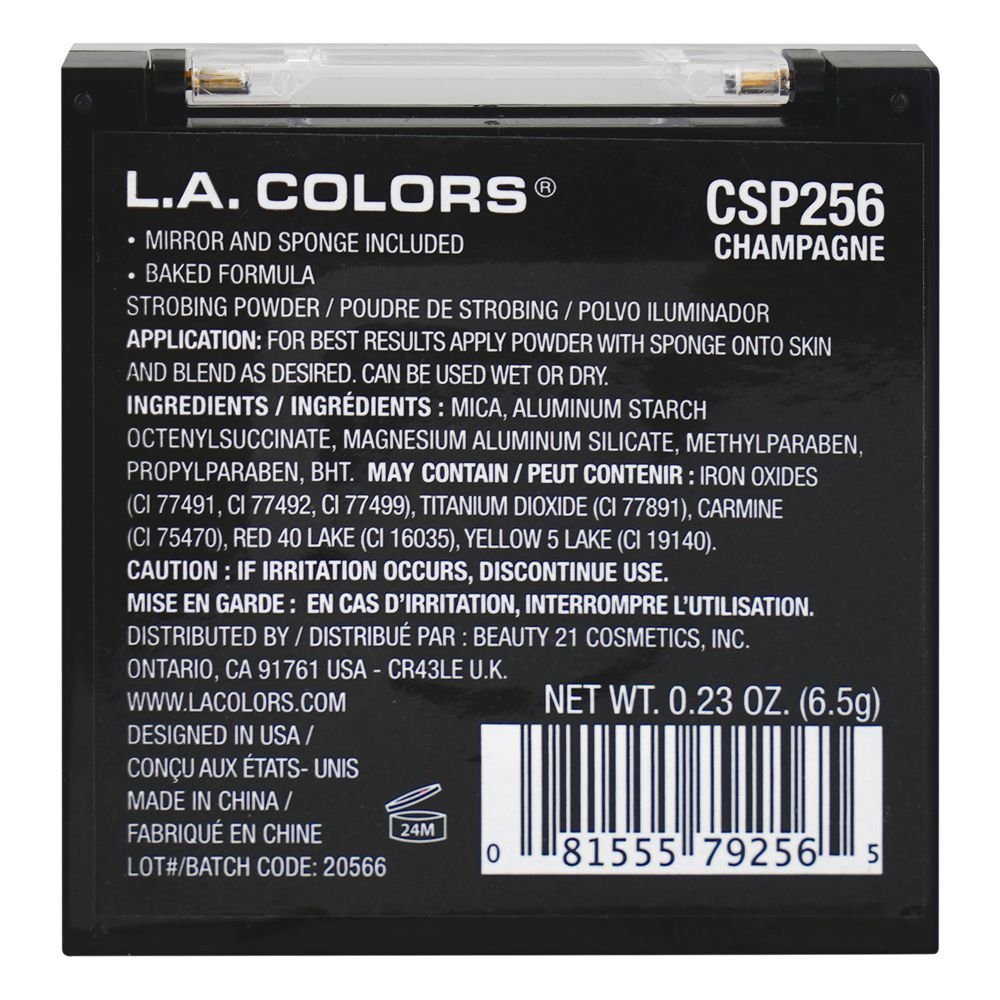 L.A. COLORS®
CSP256
CHAMPAGNE
• MIRROR AND SPONGE INCLUDED
• BAKED FORMULA
STROBING POWDER / POUDRE DE STROBING / POLVO ILUMINADOR
APPLICATION: FOR BEST RESULTS APPLY POWDER WITH SPONGE ONTO SKIN
AND BLEND AS DESIRED. CAN BE USED WET OR DRY.
INGREDIENTS / INGRÉDIENTS : MICA, ALUMINUM STARCH
OCTENYLSUCCINATE, MAGNESIUM ALUMINUM SILICATE, METHYLPARABEN,
PROPYLPARABEN, BHT. MAY CONTAIN / PEUT CONTENIR : IRON OXIDES
(CI 77491, CI 77492, CI 77499), TITANIUM DIOXIDE (CI 77891), CARMINE
(CI 75470), RED 40 LAKE (CI 16035), YELLOW 5 LAKE (CI 19140).
CAUTION : IF IRRITATION OCCURS, DISCONTINUE USE.
MISE EN GARDE : EN CAS D'IRRITATION, INTERROMPRE L'UTILISATION.
DISTRIBUTED BY / DISTRIBUÉ PAR : BEAUTY 21 COSMETICS, INC.
ONTARIO, CA 91761 USA - CR43LE U.K.
WWW.LACOLORS.COM
DESIGNED IN USA /
CONÇU AUX ÉTATS- UNIS
MADE IN CHINA /
FABRIQUÉ EN CHINE
LOT#/BATCH CODE: 20566
24M
NET WT. 0.23 OZ. (6.5g)
0 81555 79256 5